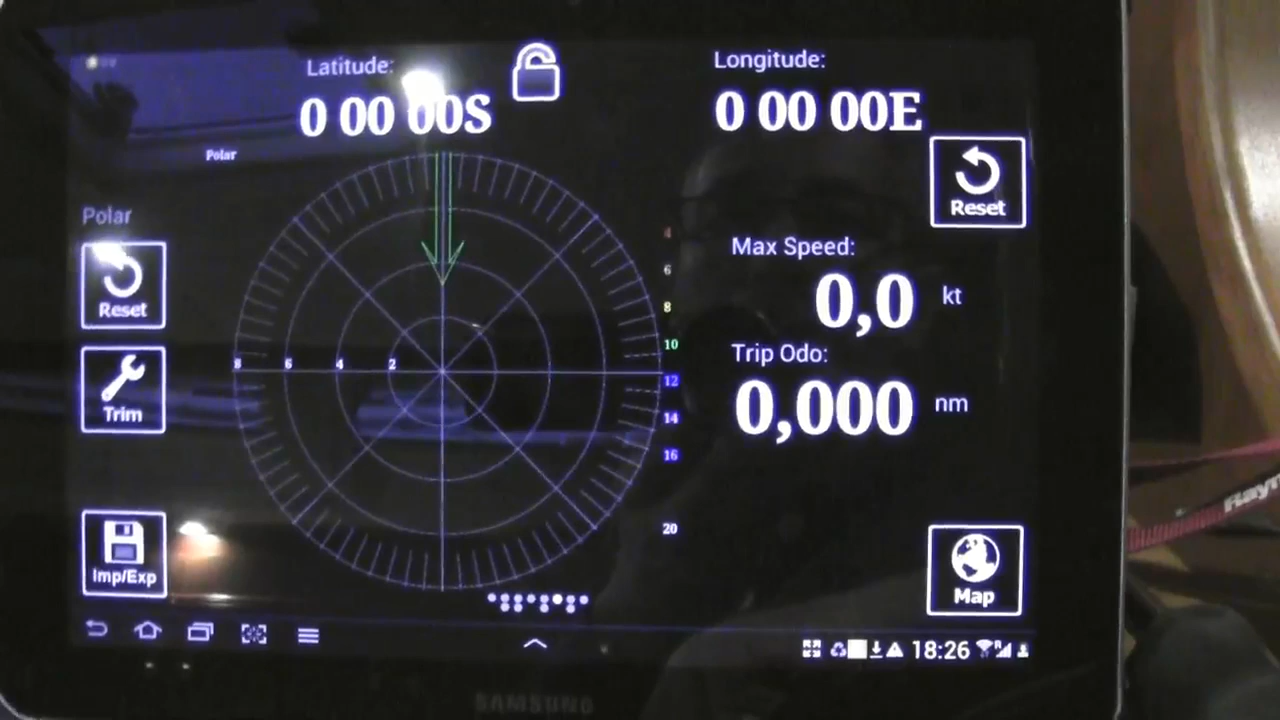 Latitude:
0 00 00S
Longitude:
0 00 00E
Polar
Polar
Reset
Reset
Trim
Imp/Exp
8 6 4 2
4
6
8
10
12
14
16
20
Max Speed:
0,0 kt
Trip Odo:
0,000 nm
Map
18:26
SAMSUNG